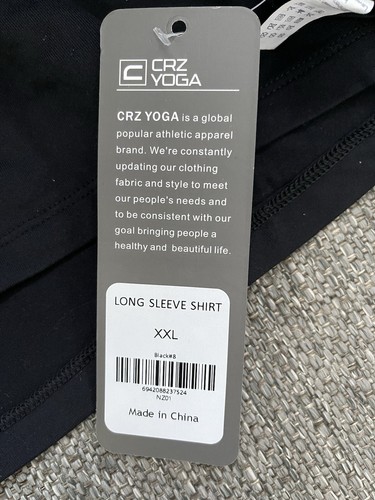 CRZ
YOGA
CRZ YOGA is a global
popular athletic apparel
brand. We're constantly
updating our clothing
fabric and style to meet
our people's needs and
to be consistent with our
goal bringing people a
healthy and beautiful life.
LONG SLEEVE SHIRT
XXL
Black#8
6942088237524
NZ01
Made in China